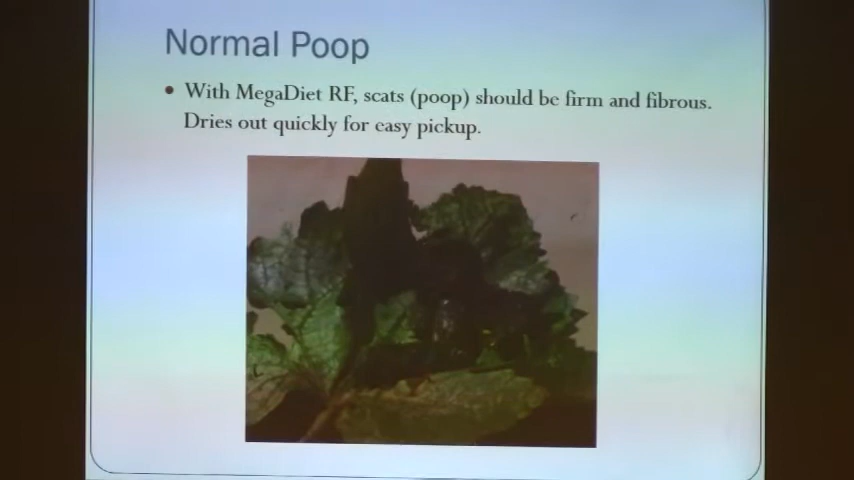 Normal Poop
• With MegaDiet RF, scats (poop) should be firm and fibrous.
Dries out quickly for easy pickup.